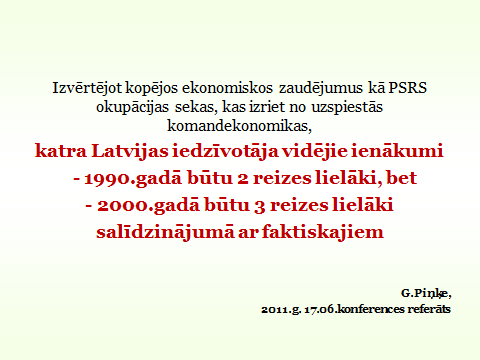 Izvērtējot kopējos ekonomiskos zaudējumus kā PSRS
okupācijas sekas, kas izriet no uzspiestās
komandekonomikas,
katra Latvijas iedzīvotāja vidējie ienākumi
- 1990.gadā būtu 2 reizes lielāki, bet
- 2000.gadā būtu 3 reizes lielāki
salīdzinājumā ar faktiskajiem
G.Piņķe,
2011.g. 17.06.konferences referāts